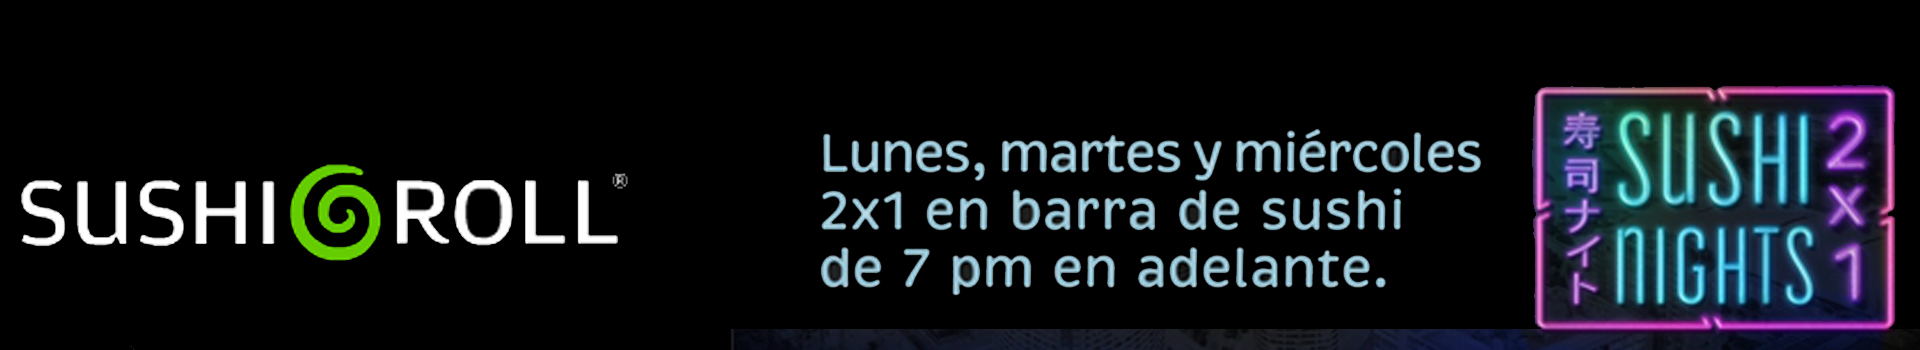 SUSHI ROLL®
Lunes, martes y miércoles
2x1 en barra de sushi
de 7 pm en adelante.
寿司ナイト
SUSHI
NIGHTS
2x1